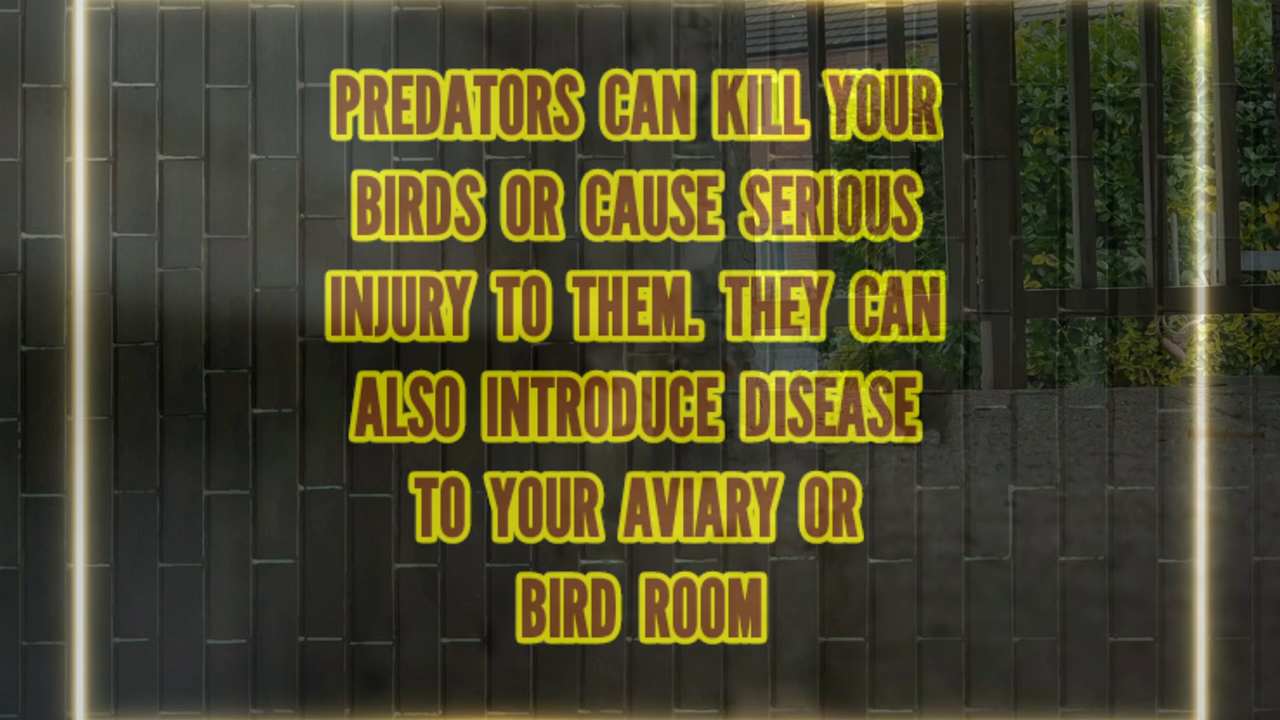 PREDATORS CAN KILL YOUR
BIRDS OR CAUSE SERIOUS
INJURY TO THEM. THEY CAN
ALSO INTRODUCE DISEASE
TO YOUR AVIARY OR
BIRD ROOM